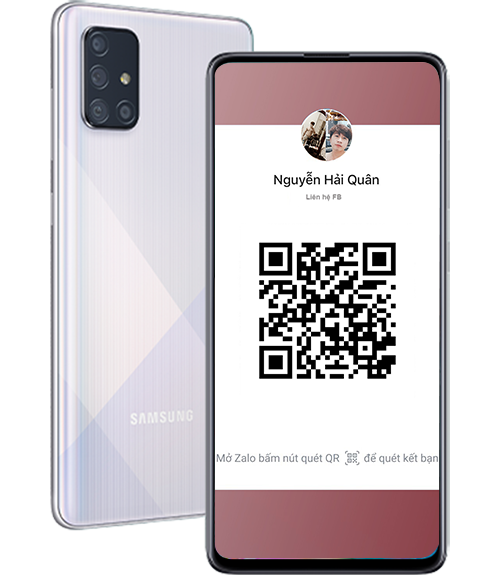 Nguyễn Hải Quân
Liên hệ FB
SAMSUNG
Mở Zalo bấm nút quét QR để quét kết bạn